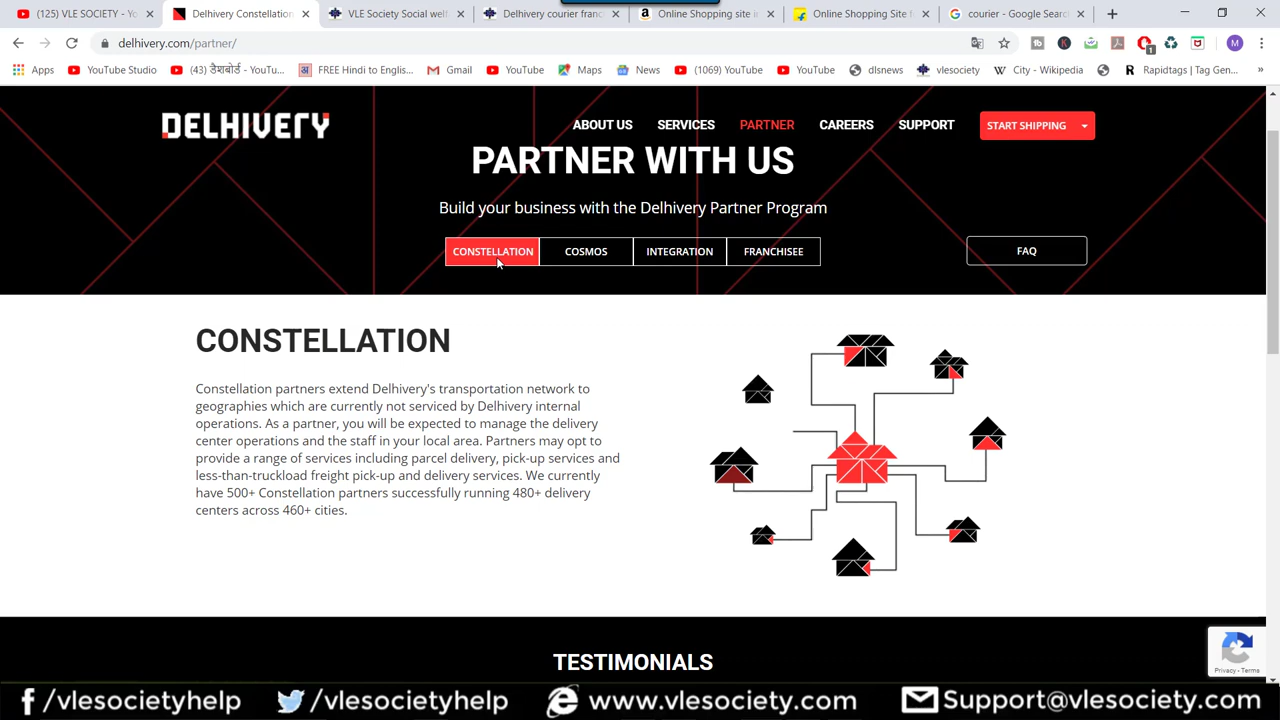 (125) VLE SOCIETY - Yo
Delhivery Constellation
VLE Society Social welf
Delhivery courier franc
Online Shopping site i
Online Shopping Site f
courier - Google Searc
delhivery.com/partner/
Apps
YouTube Studio
(43) डैशबोर्ड - YouTu...
FREE Hindi to Englis...
Gmail
YouTube
Maps
News
(1069) YouTube
YouTube
dlsnews
vlesociety
City - Wikipedia
Rapidtags | Tag Gen...
DELHIVERY
ABOUT US SERVICES PARTNER CAREERS SUPPORT START SHIPPING
PARTNER WITH US
Build your business with the Delhivery Partner Program
CONSTELLATION COSMOS INTEGRATION FRANCHISEE FAQ
CONSTELLATION
Constellation partners extend Delhivery's transportation network to
geographies which are currently not serviced by Delhivery internal
operations. As a partner, you will be expected to manage the delivery
center operations and the staff in your local area. Partners may opt to
provide a range of services including parcel delivery, pick-up services and
less-than-truckload freight pick-up and delivery services. We currently
have 500+ Constellation partners successfully running 480+ delivery
centers across 460+ cities.
TESTIMONIALS
Privacy - Terms
/vlesocietyhelp /vlesocietyhelp www.vlesociety.com Support@vlesociety.com